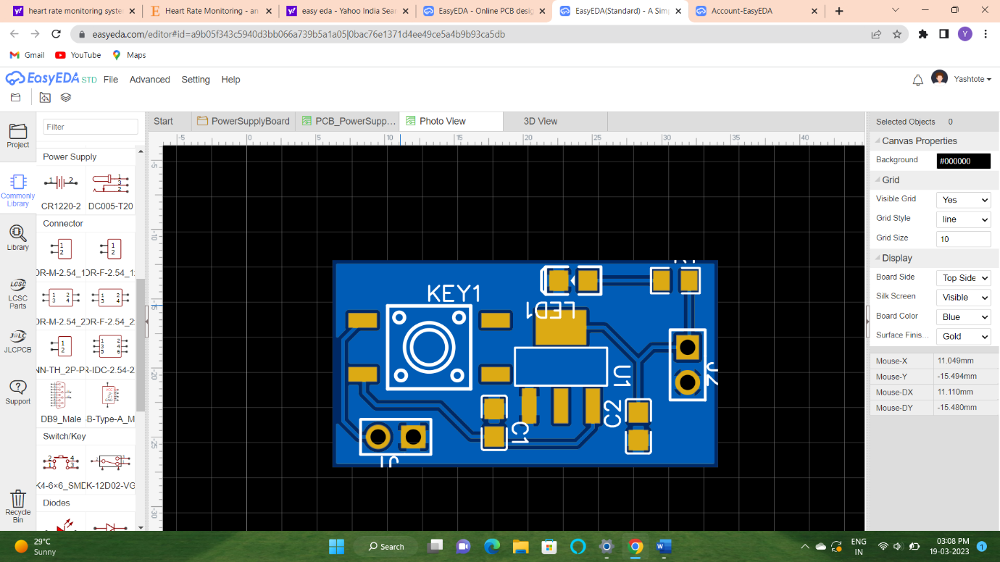 heart rate monitoring syste
Heart Rate Monitoring - an
easy eda - Yahoo India Sea
EasyEDA - Online PCB desig
EasyEDA(Standard) - A Simp
Account-EasyEDA
easyeda.com/editor#id=a9b05f343c5940d3bb066a739b5a1a05|0bac76e1371d4ee49ce5a4b9b93ca5db
Y
Gmail
YouTube
Maps
EasyEDA STD
File
Advanced
Setting
Help
Yashtote
Project
Commonly
Library
Library
LCSC
LCSC
Parts
JLCPCB
Support
Recycle
Bin
Filter
Power Supply
CR1220-2
DC005-T20
Connector
DR-M-2.54_1
DR-F-2.54_1
DR-M-2.54_2
DR-F-2.54_2
NN-TH_2P-P
R-IDC-2.54-2
DB9_Male
B-Type-A_M
Switch/Key
K4-6×6_SMD
K-12D02-VG
Diodes
Start
PowerSupplyBoard
PCB_PowerSupp...
Photo View
3D View
-5
0
5
10
15
20
25
30
35
40
-5
-10
-15
-20
-25
-30
KEY1
LED1
U1
C1
C2
J2
Selected Objects 0
Canvas Properties
Background #000000
Grid
Visible Grid Yes
Grid Style line
Grid Size 10
Display
Board Side Top Side
Silk Screen Visible
Board Color Blue
Surface Finis... Gold
Mouse-X 11.049mm
Mouse-Y -15.494mm
Mouse-DX 11.110mm
Mouse-DY -15.480mm
29°C
Sunny
Search
ENG
IN
03:08 PM
19-03-2023
1